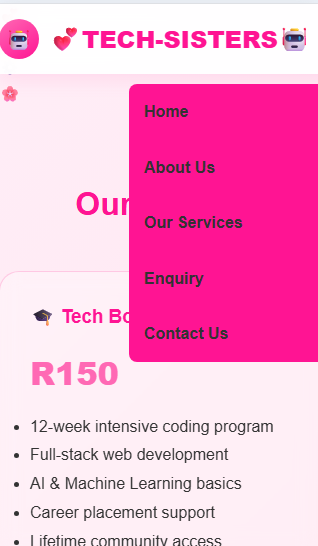 TECH-SISTERS
Home
About Us
Our Services
Enquiry
Contact Us
Our
Tech Bo
R150
12-week intensive coding program
Full-stack web development
AI & Machine Learning basics
Career placement support
Lifetime community access